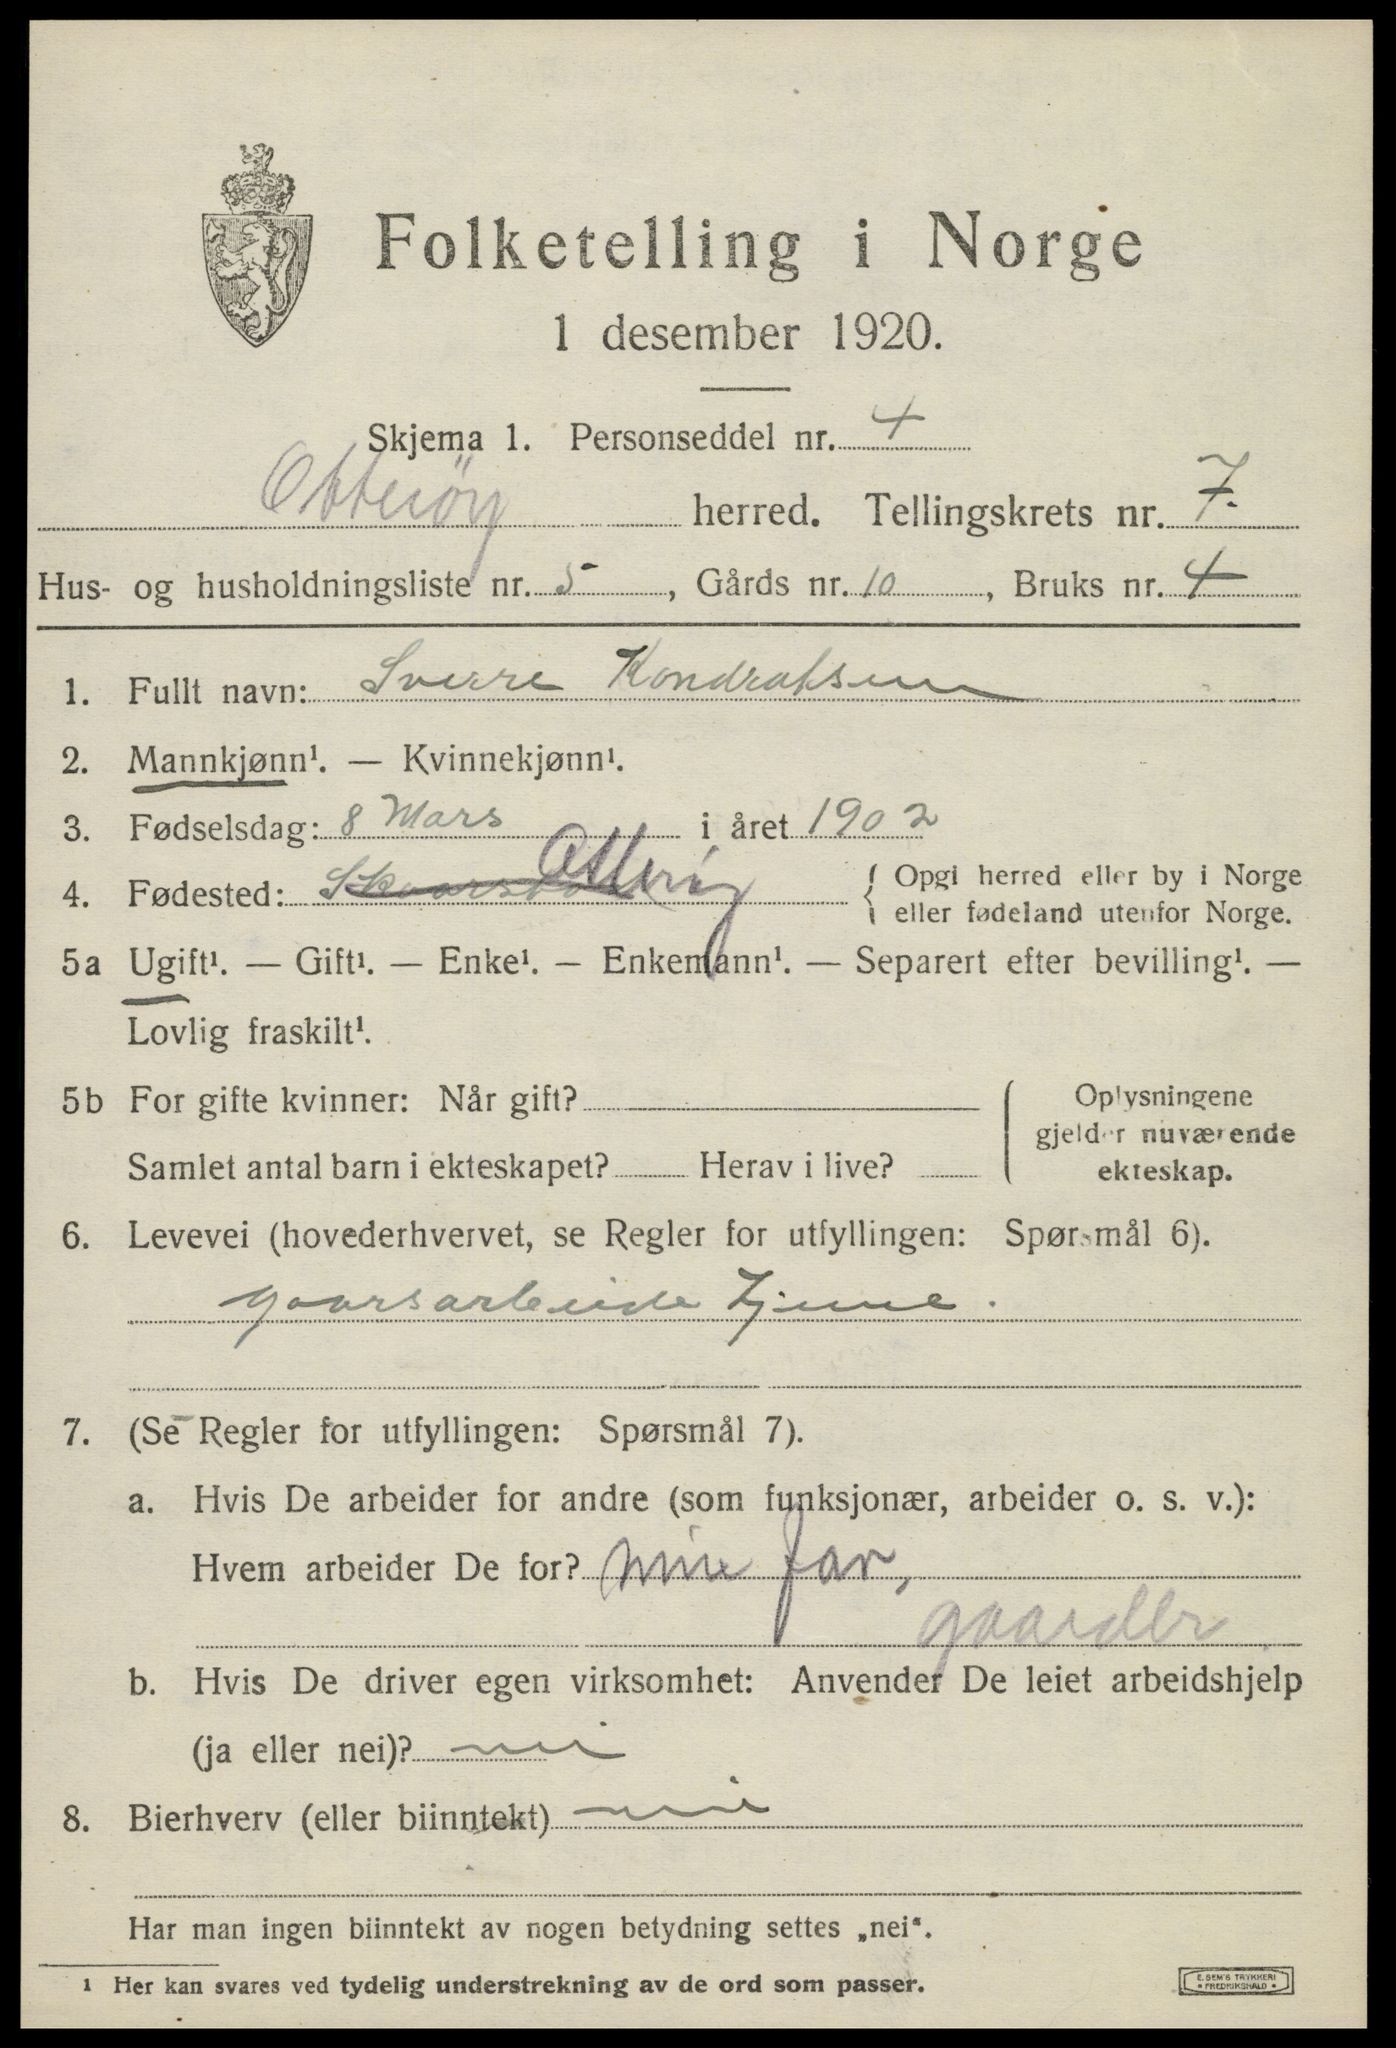 Folketelling i Norge
1 desember 1920.
Skjema 1. Personseddel nr. 4
Otterøy herred. Tellingskrets nr. 7.
Hus- og husholdningsliste nr. 5, Gårds nr. 10, Bruks nr. 4
1. Fullt navn: Sverre Kondraksen
2. Mannkjønn¹. — Kvinnekjønn¹.
3. Fødselsdag: 8 Mars i året 1902
4. Fødested: Otterøy { Opgi herred eller by i Norge
eller fødeland utenfor Norge.
5a Ugift¹. — Gift¹. — Enke¹. — Enkemann¹. — Separert efter bevilling¹. —
Lovlig fraskilt¹.
5b For gifte kvinner: Når gift?
Samlet antal barn i ekteskapet? Herav i live?
Oplysningene
gjelder nuværende
ekteskap.
6. Levevei (hovederhvervet, se Regler for utfyllingen: Spørsmål 6).
gaarsarbeide
7. (Se Regler for utfyllingen: Spørsmål 7).
a. Hvis De arbeider for andre (som funksjonær, arbeider o. s. v.):
Hvem arbeider De for? min far,
gaardbr.
b. Hvis De driver egen virksomhet: Anvender De leiet arbeidshjelp
(ja eller nei)? nei
8. Bierhverv (eller biinntekt) nei
Har man ingen biinntekt av nogen betydning settes „nei“.
¹ Her kan svares ved tydelig understrekning av de ord som passer.
E. SEM'S TRYKKERI
• FREDRIKSHALD •